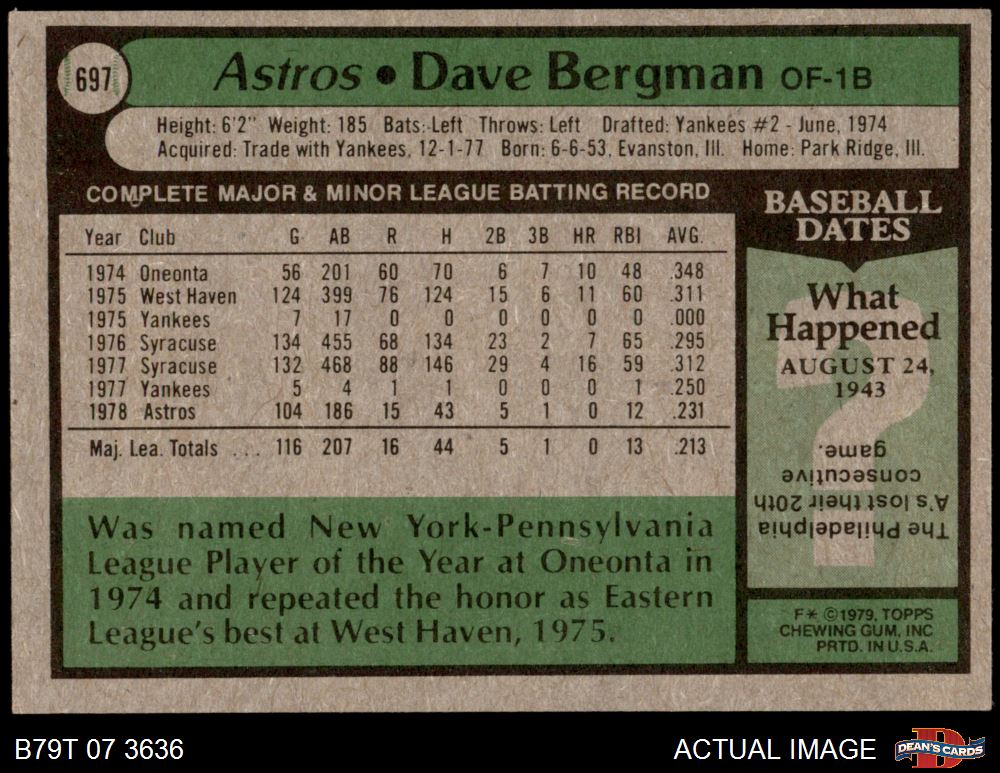 697
Astros • Dave Bergman OF-1B
Height: 6'2" Weight: 185 Bats: Left Throws: Left Drafted: Yankees #2 - June, 1974
Acquired: Trade with Yankees, 12-1-77 Born: 6-6-53, Evanston, Ill. Home: Park Ridge, Ill.
COMPLETE MAJOR & MINOR LEAGUE BATTING RECORD
Year Club G AB R H 2B 3B HR RBI AVG.
1974 Oneonta 56 201 60 70 6 7 10 48 .348
1975 West Haven 124 399 76 124 15 6 11 60 .311
1975 Yankees 7 17 0 0 0 0 0 0 .000
1976 Syracuse 134 455 68 134 23 2 7 65 .295
1977 Syracuse 132 468 88 146 29 4 16 59 .312
1977 Yankees 5 4 1 1 0 0 0 1 .250
1978 Astros 104 186 15 43 5 1 0 12 .231
Maj. Lea. Totals ... 116 207 16 44 5 1 0 13 .213
Was named New York-Pennsylvania
League Player of the Year at Oneonta in
1974 and repeated the honor as Eastern
League's best at West Haven, 1975.
BASEBALL
DATES
What
Happened
AUGUST 24,
1943
The Philadelphia
A's lost their 20th
consecutive
game.
F* ©1979, TOPPS
CHEWING GUM, INC
PRTD. IN U.S.A.
B79T 07 3636
ACTUAL IMAGE
D
DEAN'S CARDS